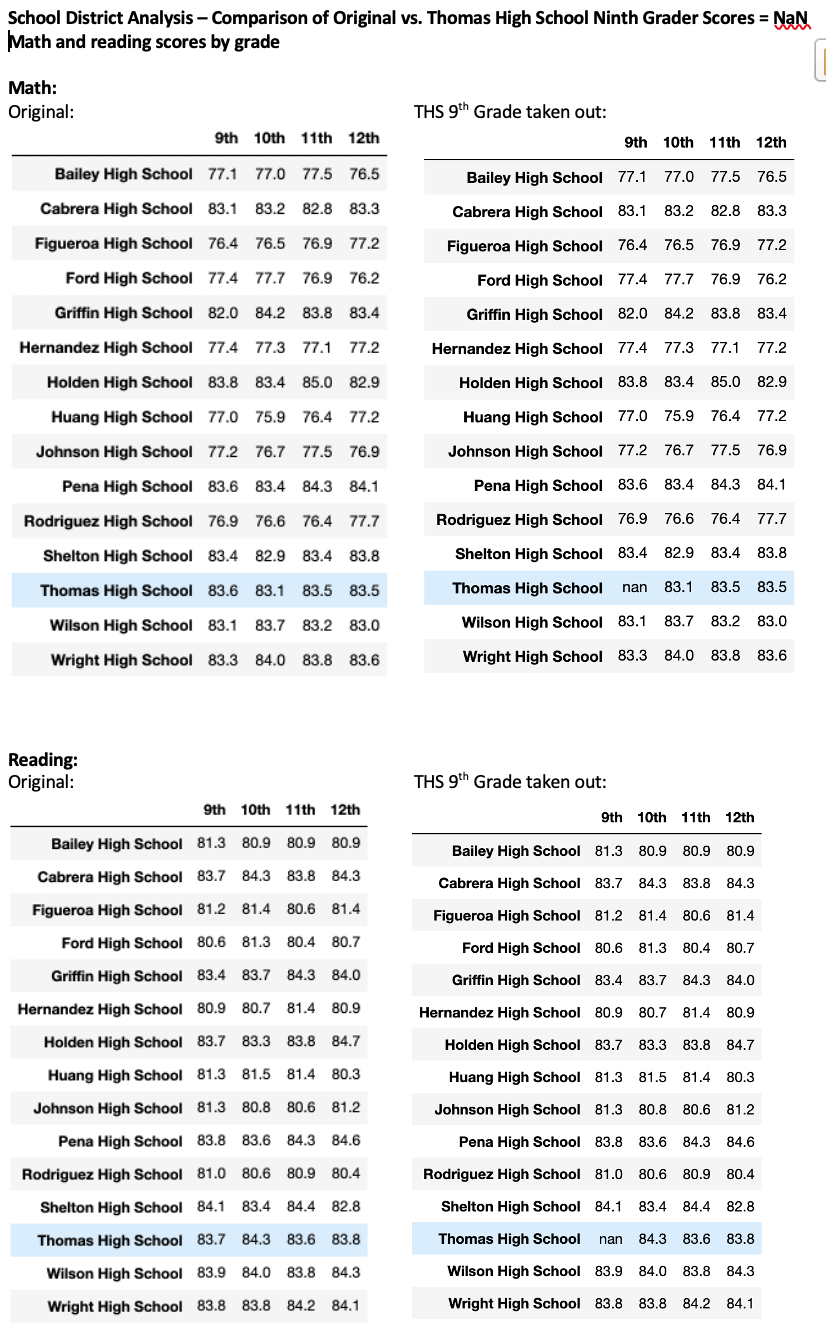 School District Analysis – Comparison of Original vs. Thomas High School Ninth Grader Scores = NaN
Math and reading scores by grade
Math:
Original:
9th 10th 11th 12th
Bailey High School 77.1 77.0 77.5 76.5
Cabrera High School 83.1 83.2 82.8 83.3
Figueroa High School 76.4 76.5 76.9 77.2
Ford High School 77.4 77.7 76.9 76.2
Griffin High School 82.0 84.2 83.8 83.4
Hernandez High School 77.4 77.3 77.1 77.2
Holden High School 83.8 83.4 85.0 82.9
Huang High School 77.0 75.9 76.4 77.2
Johnson High School 77.2 76.7 77.5 76.9
Pena High School 83.6 83.4 84.3 84.1
Rodriguez High School 76.9 76.6 76.4 77.7
Shelton High School 83.4 82.9 83.4 83.8
Thomas High School 83.6 83.1 83.5 83.5
Wilson High School 83.1 83.7 83.2 83.0
Wright High School 83.3 84.0 83.8 83.6
THS 9th Grade taken out:
9th 10th 11th 12th
Bailey High School 77.1 77.0 77.5 76.5
Cabrera High School 83.1 83.2 82.8 83.3
Figueroa High School 76.4 76.5 76.9 77.2
Ford High School 77.4 77.7 76.9 76.2
Griffin High School 82.0 84.2 83.8 83.4
Hernandez High School 77.4 77.3 77.1 77.2
Holden High School 83.8 83.4 85.0 82.9
Huang High School 77.0 75.9 76.4 77.2
Johnson High School 77.2 76.7 77.5 76.9
Pena High School 83.6 83.4 84.3 84.1
Rodriguez High School 76.9 76.6 76.4 77.7
Shelton High School 83.4 82.9 83.4 83.8
Thomas High School nan 83.1 83.5 83.5
Wilson High School 83.1 83.7 83.2 83.0
Wright High School 83.3 84.0 83.8 83.6
Reading:
Original:
9th 10th 11th 12th
Bailey High School 81.3 80.9 80.9 80.9
Cabrera High School 83.7 84.3 83.8 84.3
Figueroa High School 81.2 81.4 80.6 81.4
Ford High School 80.6 81.3 80.4 80.7
Griffin High School 83.4 83.7 84.3 84.0
Hernandez High School 80.9 80.7 81.4 80.9
Holden High School 83.7 83.3 83.8 84.7
Huang High School 81.3 81.5 81.4 80.3
Johnson High School 81.3 80.8 80.6 81.2
Pena High School 83.8 83.6 84.3 84.6
Rodriguez High School 81.0 80.6 80.9 80.4
Shelton High School 84.1 83.4 84.4 82.8
Thomas High School 83.7 84.3 83.6 83.8
Wilson High School 83.9 84.0 83.8 84.3
Wright High School 83.8 83.8 84.2 84.1
THS 9th Grade taken out:
9th 10th 11th 12th
Bailey High School 81.3 80.9 80.9 80.9
Cabrera High School 83.7 84.3 83.8 84.3
Figueroa High School 81.2 81.4 80.6 81.4
Ford High School 80.6 81.3 80.4 80.7
Griffin High School 83.4 83.7 84.3 84.0
Hernandez High School 80.9 80.7 81.4 80.9
Holden High School 83.7 83.3 83.8 84.7
Huang High School 81.3 81.5 81.4 80.3
Johnson High School 81.3 80.8 80.6 81.2
Pena High School 83.8 83.6 84.3 84.6
Rodriguez High School 81.0 80.6 80.9 80.4
Shelton High School 84.1 83.4 84.4 82.8
Thomas High School nan 84.3 83.6 83.8
Wilson High School 83.9 84.0 83.8 84.3
Wright High School 83.8 83.8 84.2 84.1